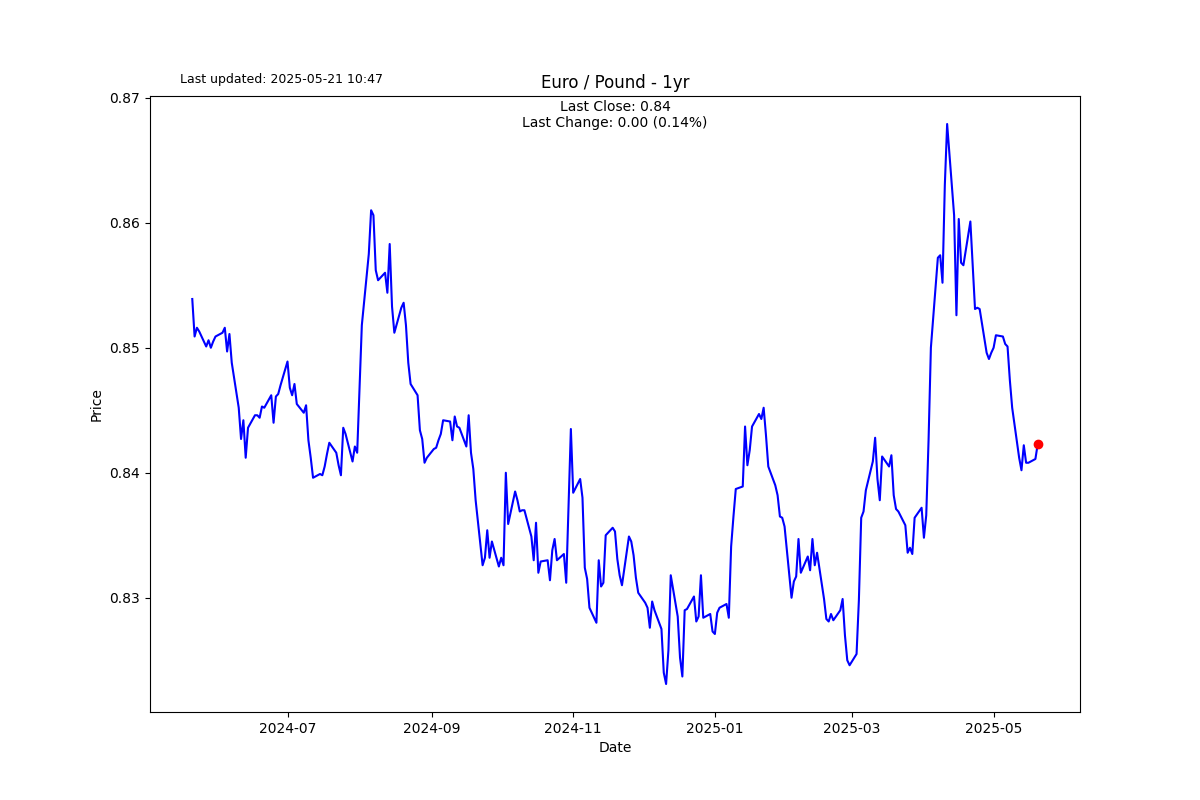 Last updated: 2025-05-21 10:47
Euro / Pound - 1yr
Last Close: 0.84
Last Change: 0.00 (0.14%)
0.87
0.86
0.85
0.84
0.83
Price
2024-07
2024-09
2024-11
2025-01
2025-03
2025-05
Date